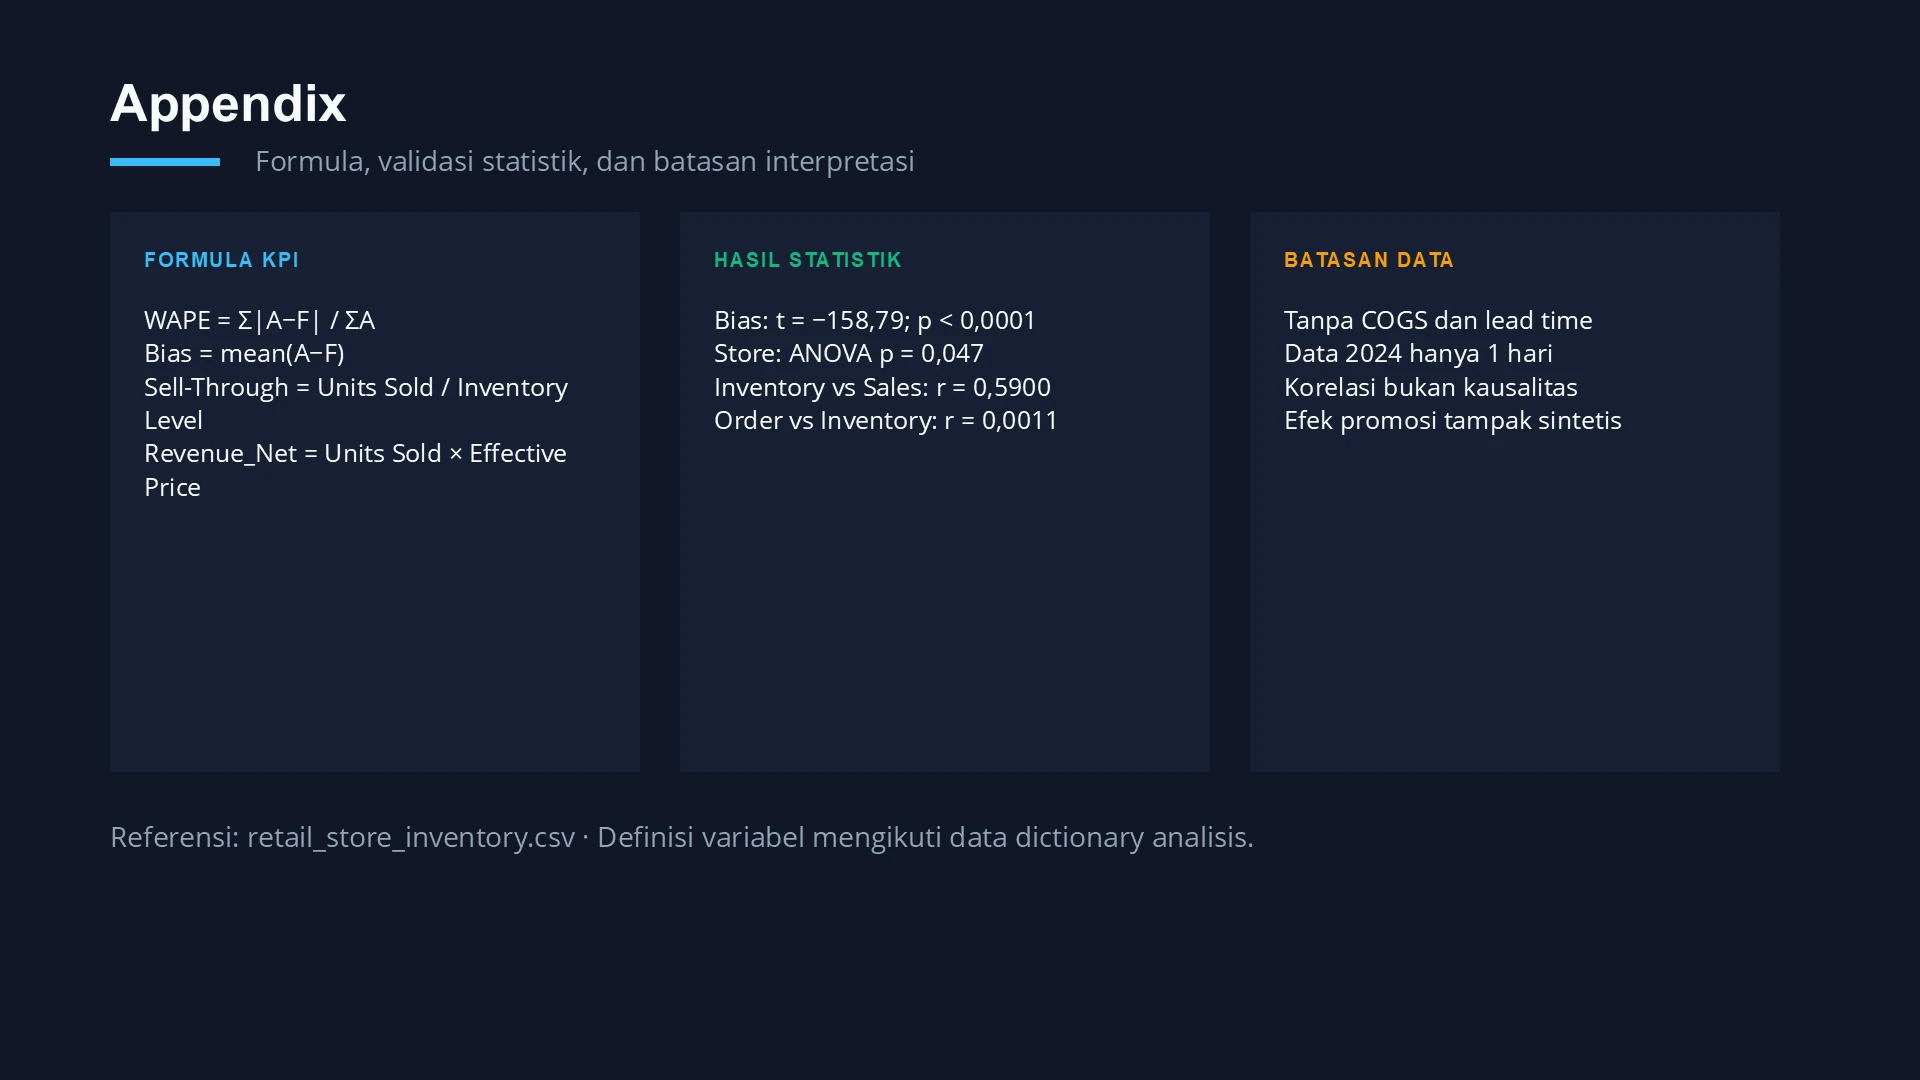 Appendix
Formula, validasi statistik, dan batasan interpretasi
FORMULA KPI
WAPE = Σ|A−F| / ΣA
Bias = mean(A−F)
Sell-Through = Units Sold / Inventory
Level
Revenue_Net = Units Sold × Effective
Price
HASIL STATISTIK
Bias: t = −158,79; p < 0,0001
Store: ANOVA p = 0,047
Inventory vs Sales: r = 0,5900
Order vs Inventory: r = 0,0011
BATASAN DATA
Tanpa COGS dan lead time
Data 2024 hanya 1 hari
Korelasi bukan kausalitas
Efek promosi tampak sintetis
Referensi: retail_store_inventory.csv · Definisi variabel mengikuti data dictionary analisis.